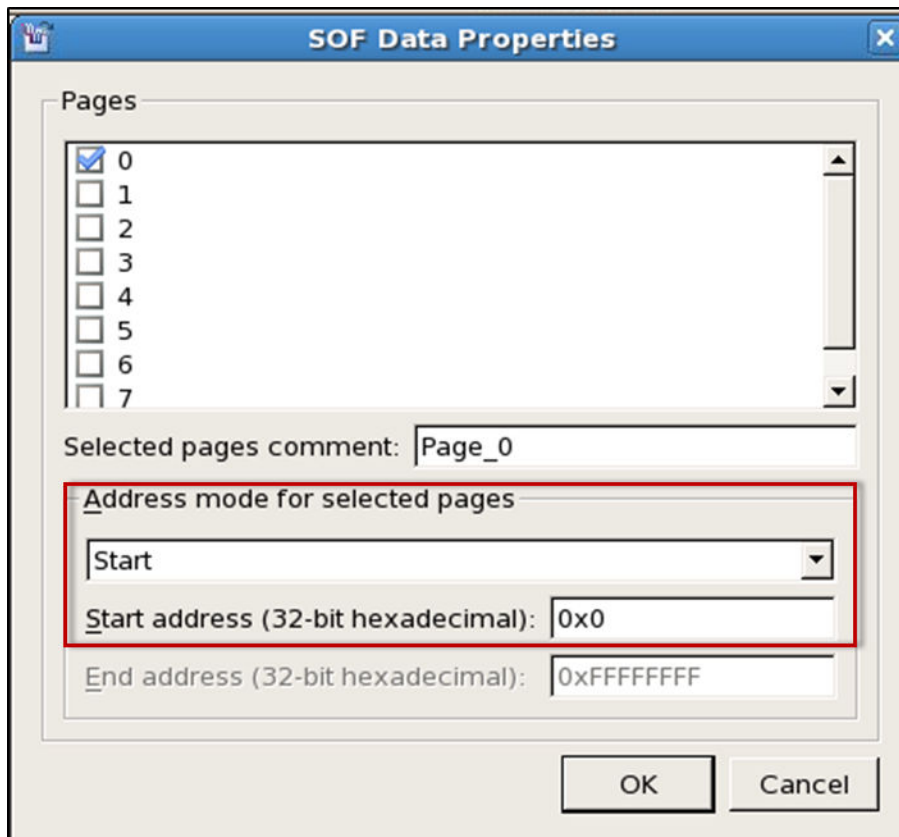 SOF Data Properties
Pages
0
1
2
3
4
5
6
7
Selected pages comment: Page_0
Address mode for selected pages
Start
Start address (32-bit hexadecimal): 0x0
End address (32-bit hexadecimal): 0xFFFFFFFF
OK Cancel